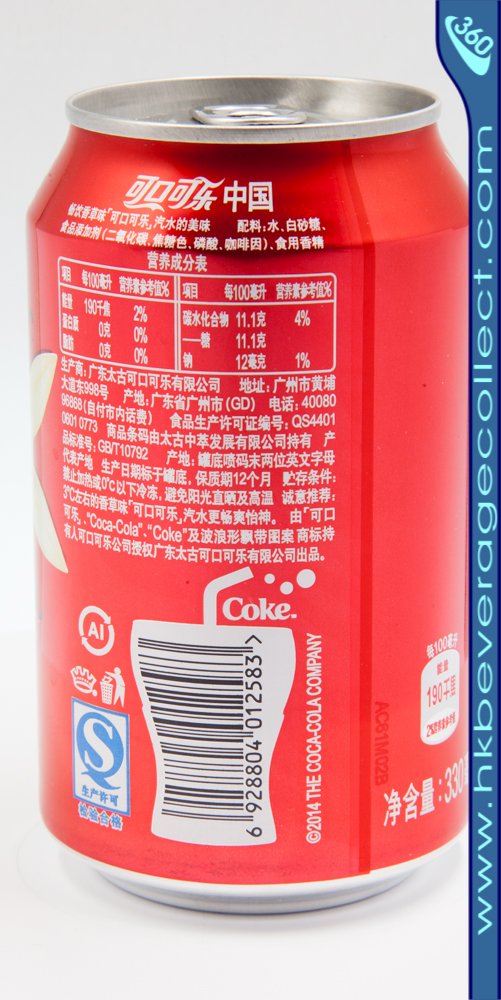 360
www.hkbeveragecollect.com
可口可乐 中国
畅饮香草味「可口可乐」汽水的美味 配料:水、白砂糖、
食品添加剂(二氧化碳、焦糖色、磷酸、咖啡因)、食用香精
营养成分表
项目 每100毫升 营养素参考值% 项目 每100毫升 营养素参考值%
能量 190千焦 2% 碳水化合物 11.1克 4%
蛋白质 0克 0% —糖 11.1克
脂肪 0克 0% 钠 12毫克 1%
生产商:广东太古可口可乐有限公司 地址:广州市黄埔
大道东998号 产地:广东省广州市(GD) 电话:40080
96868(自付市内话费) 食品生产许可证编号:QS4401
0601 0773 商品条码由太古中萃发展有限公司持有 产
品标准号:GB/T10792 产地:罐底喷码末两位英文字母
代表产地 生产日期标于罐底,保质期12个月 贮存条件:
禁止加热或0℃以下冷冻,避免阳光直晒及高温 诚意推荐:
3℃左右的香草味「可口可乐」汽水更畅爽怡神。 由“可口
可乐”,“Coca-Cola”,“Coke”及波浪形飘带图案 商标持
有人可口可乐公司授权广东太古可口可乐有限公司出品。
Coke.
Al
6 928804 012583 >
©2014 THE COCA-COLA COMPANY
QS
生产许可
检验合格
AC61M02B
每100毫升
能量
190千焦
2%营养素参考值
净含量:330